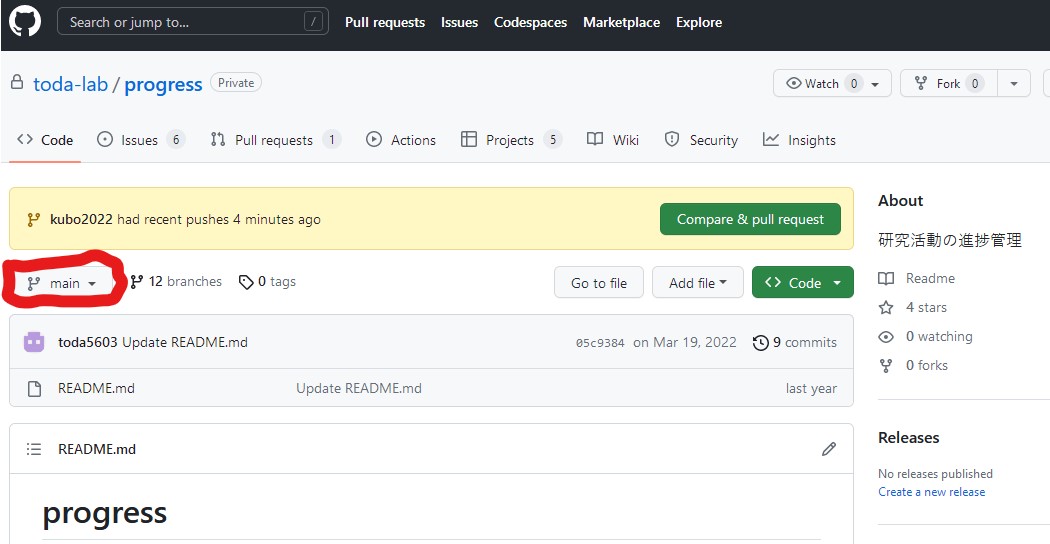 Search or jump to... / Pull requests Issues Codespaces Marketplace Explore
toda-lab / progress Private Watch 0 Fork 0
Code Issues 6 Pull requests 1 Actions Projects 5 Wiki Security Insights
kubo2022 had recent pushes 4 minutes ago Compare & pull request
main 12 branches 0 tags Go to file Add file Code
toda5603 Update README.md 05c9384 on Mar 19, 2022 9 commits
README.md Update README.md last year
README.md
progress
About
研究活動の進捗管理
Readme
4 stars
0 watching
0 forks
Releases
No releases published
Create a new release